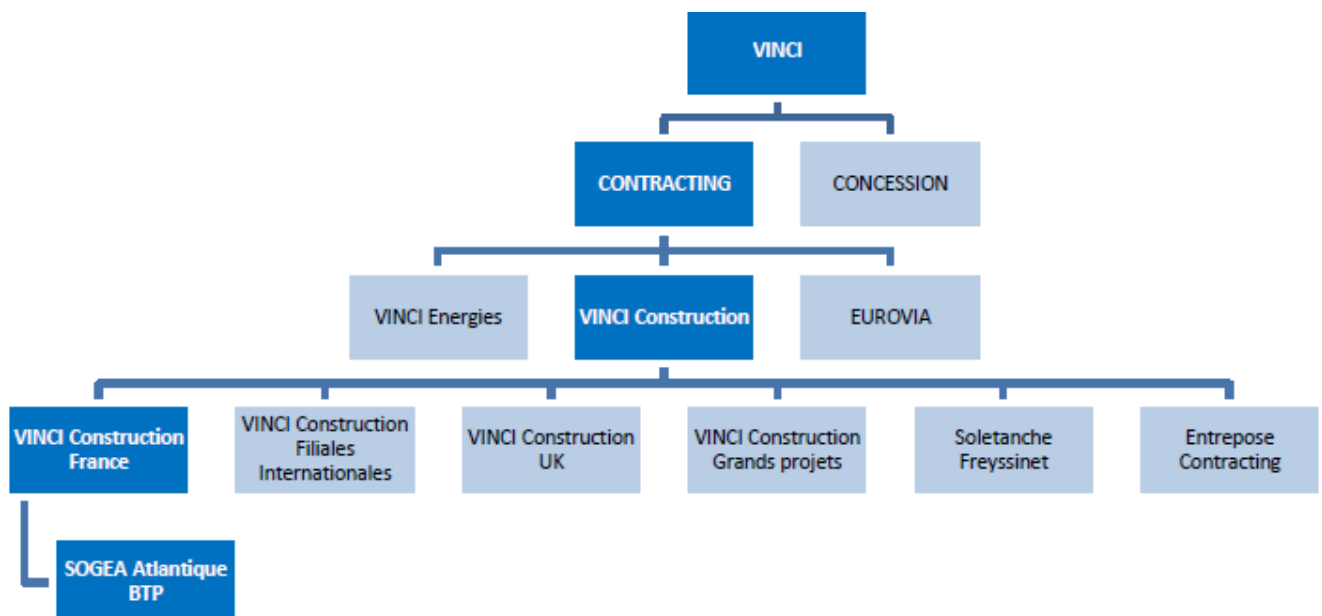 VINCI
CONTRACTING
CONCESSION
VINCI Energies
VINCI Construction
EUROVIA
VINCI Construction
France
VINCI Construction
Filiales
Internationales
VINCI Construction
UK
VINCI Construction
Grands projets
Soletanche
Freyssinet
Entrepose
Contracting
SOGEA Atlantique
BTP